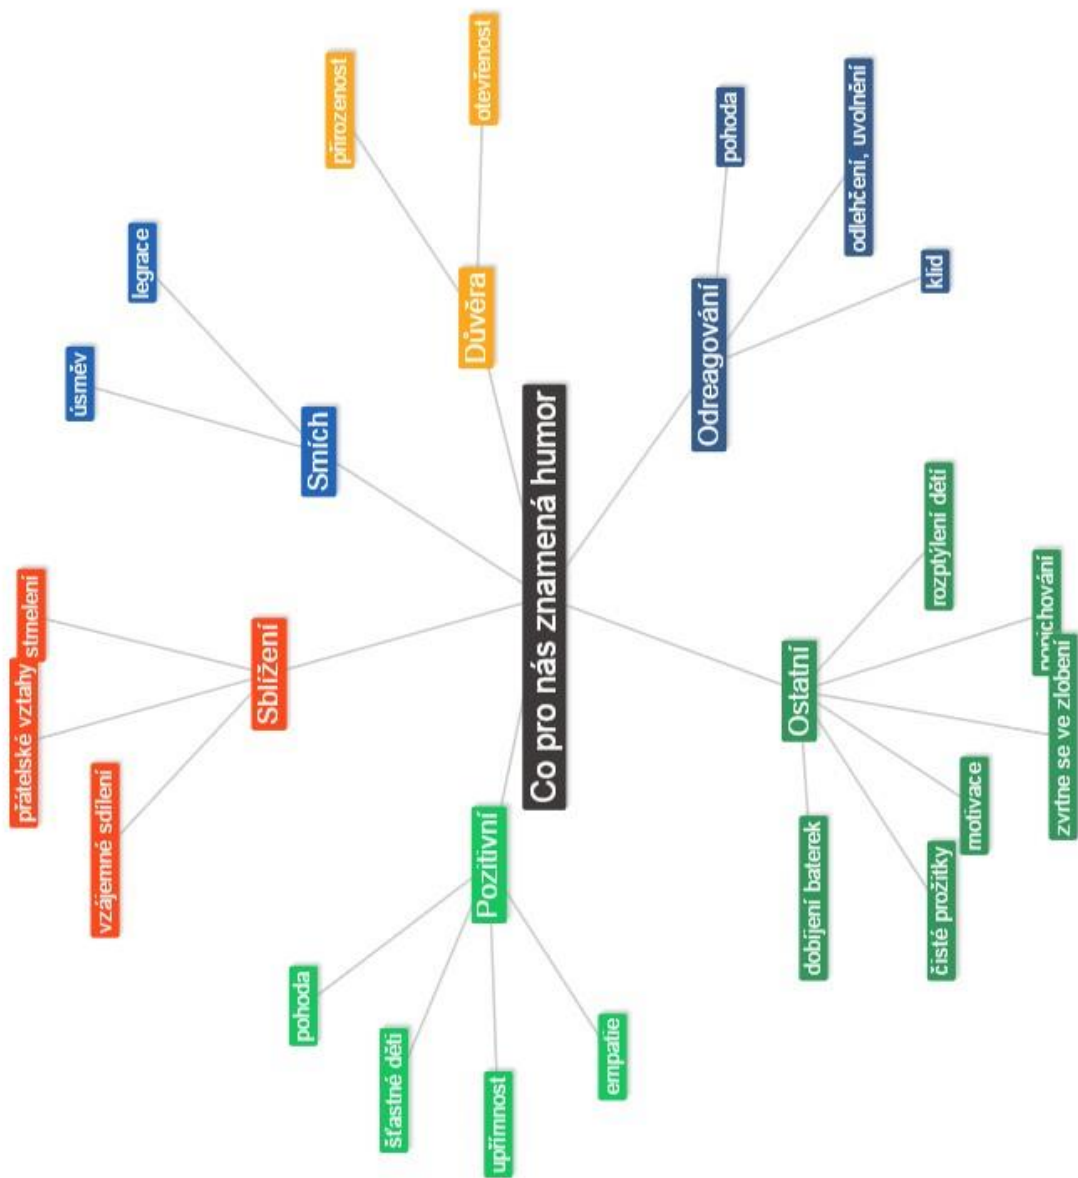 Co pro nás znamená humor
Sblížení
přátelské vztahy
stmelení
vzájemné sdílení
Smích
úsměv
legrace
Důvěra
přirozenost
otevřenost
Odreagování
pohoda
odlehčení, uvolnění
klid
Ostatní
rozptýlení dětí
zvrtne se ve zlobení
motivace
čisté prožitky
dobíjení baterek
Pozitivní
pohoda
šťastné děti
upřímnost
empatie